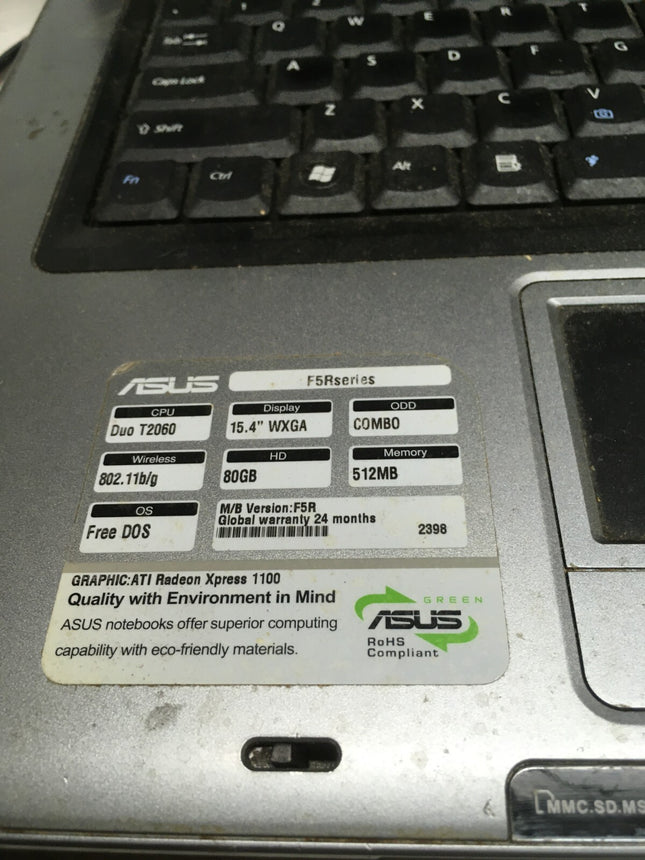 1 2
Tab Q W E R T
Caps Lock A S D F G
Shift Z X C V
Fn Ctrl Alt
ASUS F5Rseries
CPU Display ODD
Duo T2060 15.4" WXGA COMBO
Wireless HD Memory
802.11b/g 80GB 512MB
OS M/B Version:F5R
Free DOS Global warranty 24 months
2398
GRAPHIC:ATI Radeon Xpress 1100
Quality with Environment in Mind
ASUS notebooks offer superior computing
capability with eco-friendly materials.
GREEN
ASUS
RoHS
Compliant
MMC.SD.MS